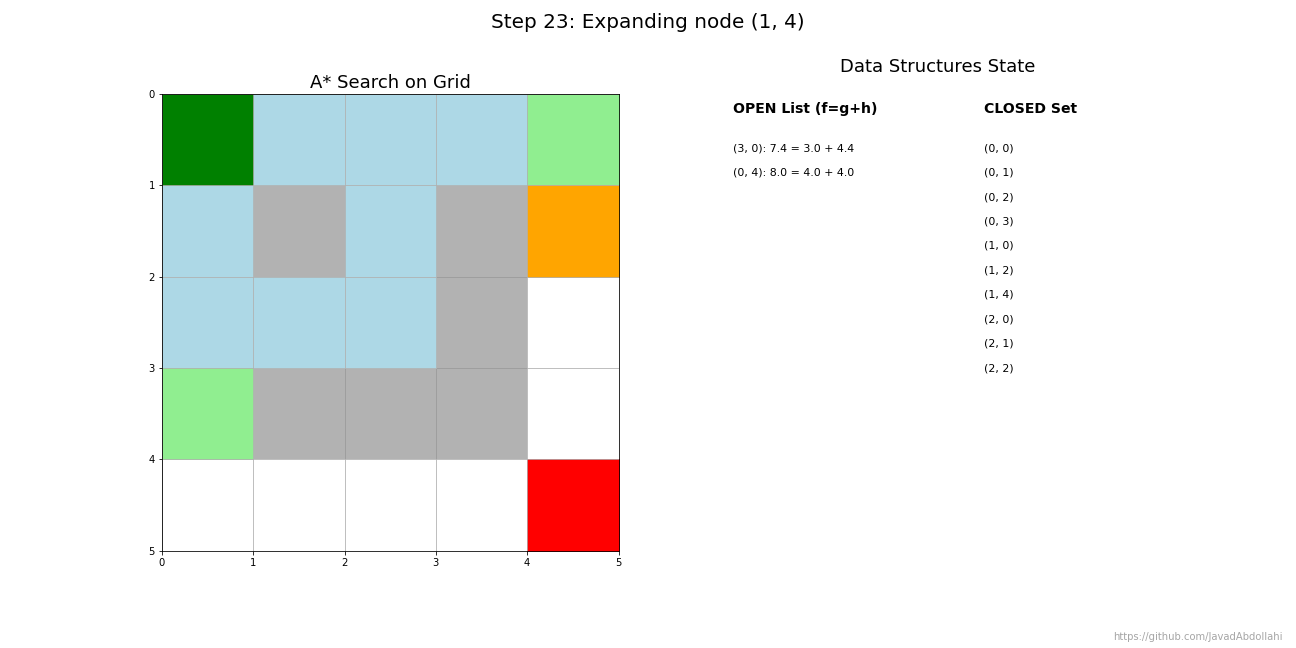 Step 23: Expanding node (1, 4)
A* Search on Grid
0
1
2
3
4
5
0 1 2 3 4 5
Data Structures State
OPEN List (f=g+h)
(3, 0): 7.4 = 3.0 + 4.4
(0, 4): 8.0 = 4.0 + 4.0
CLOSED Set
(0, 0)
(0, 1)
(0, 2)
(0, 3)
(1, 0)
(1, 2)
(1, 4)
(2, 0)
(2, 1)
(2, 2)
https://github.com/JavadAbdollahi